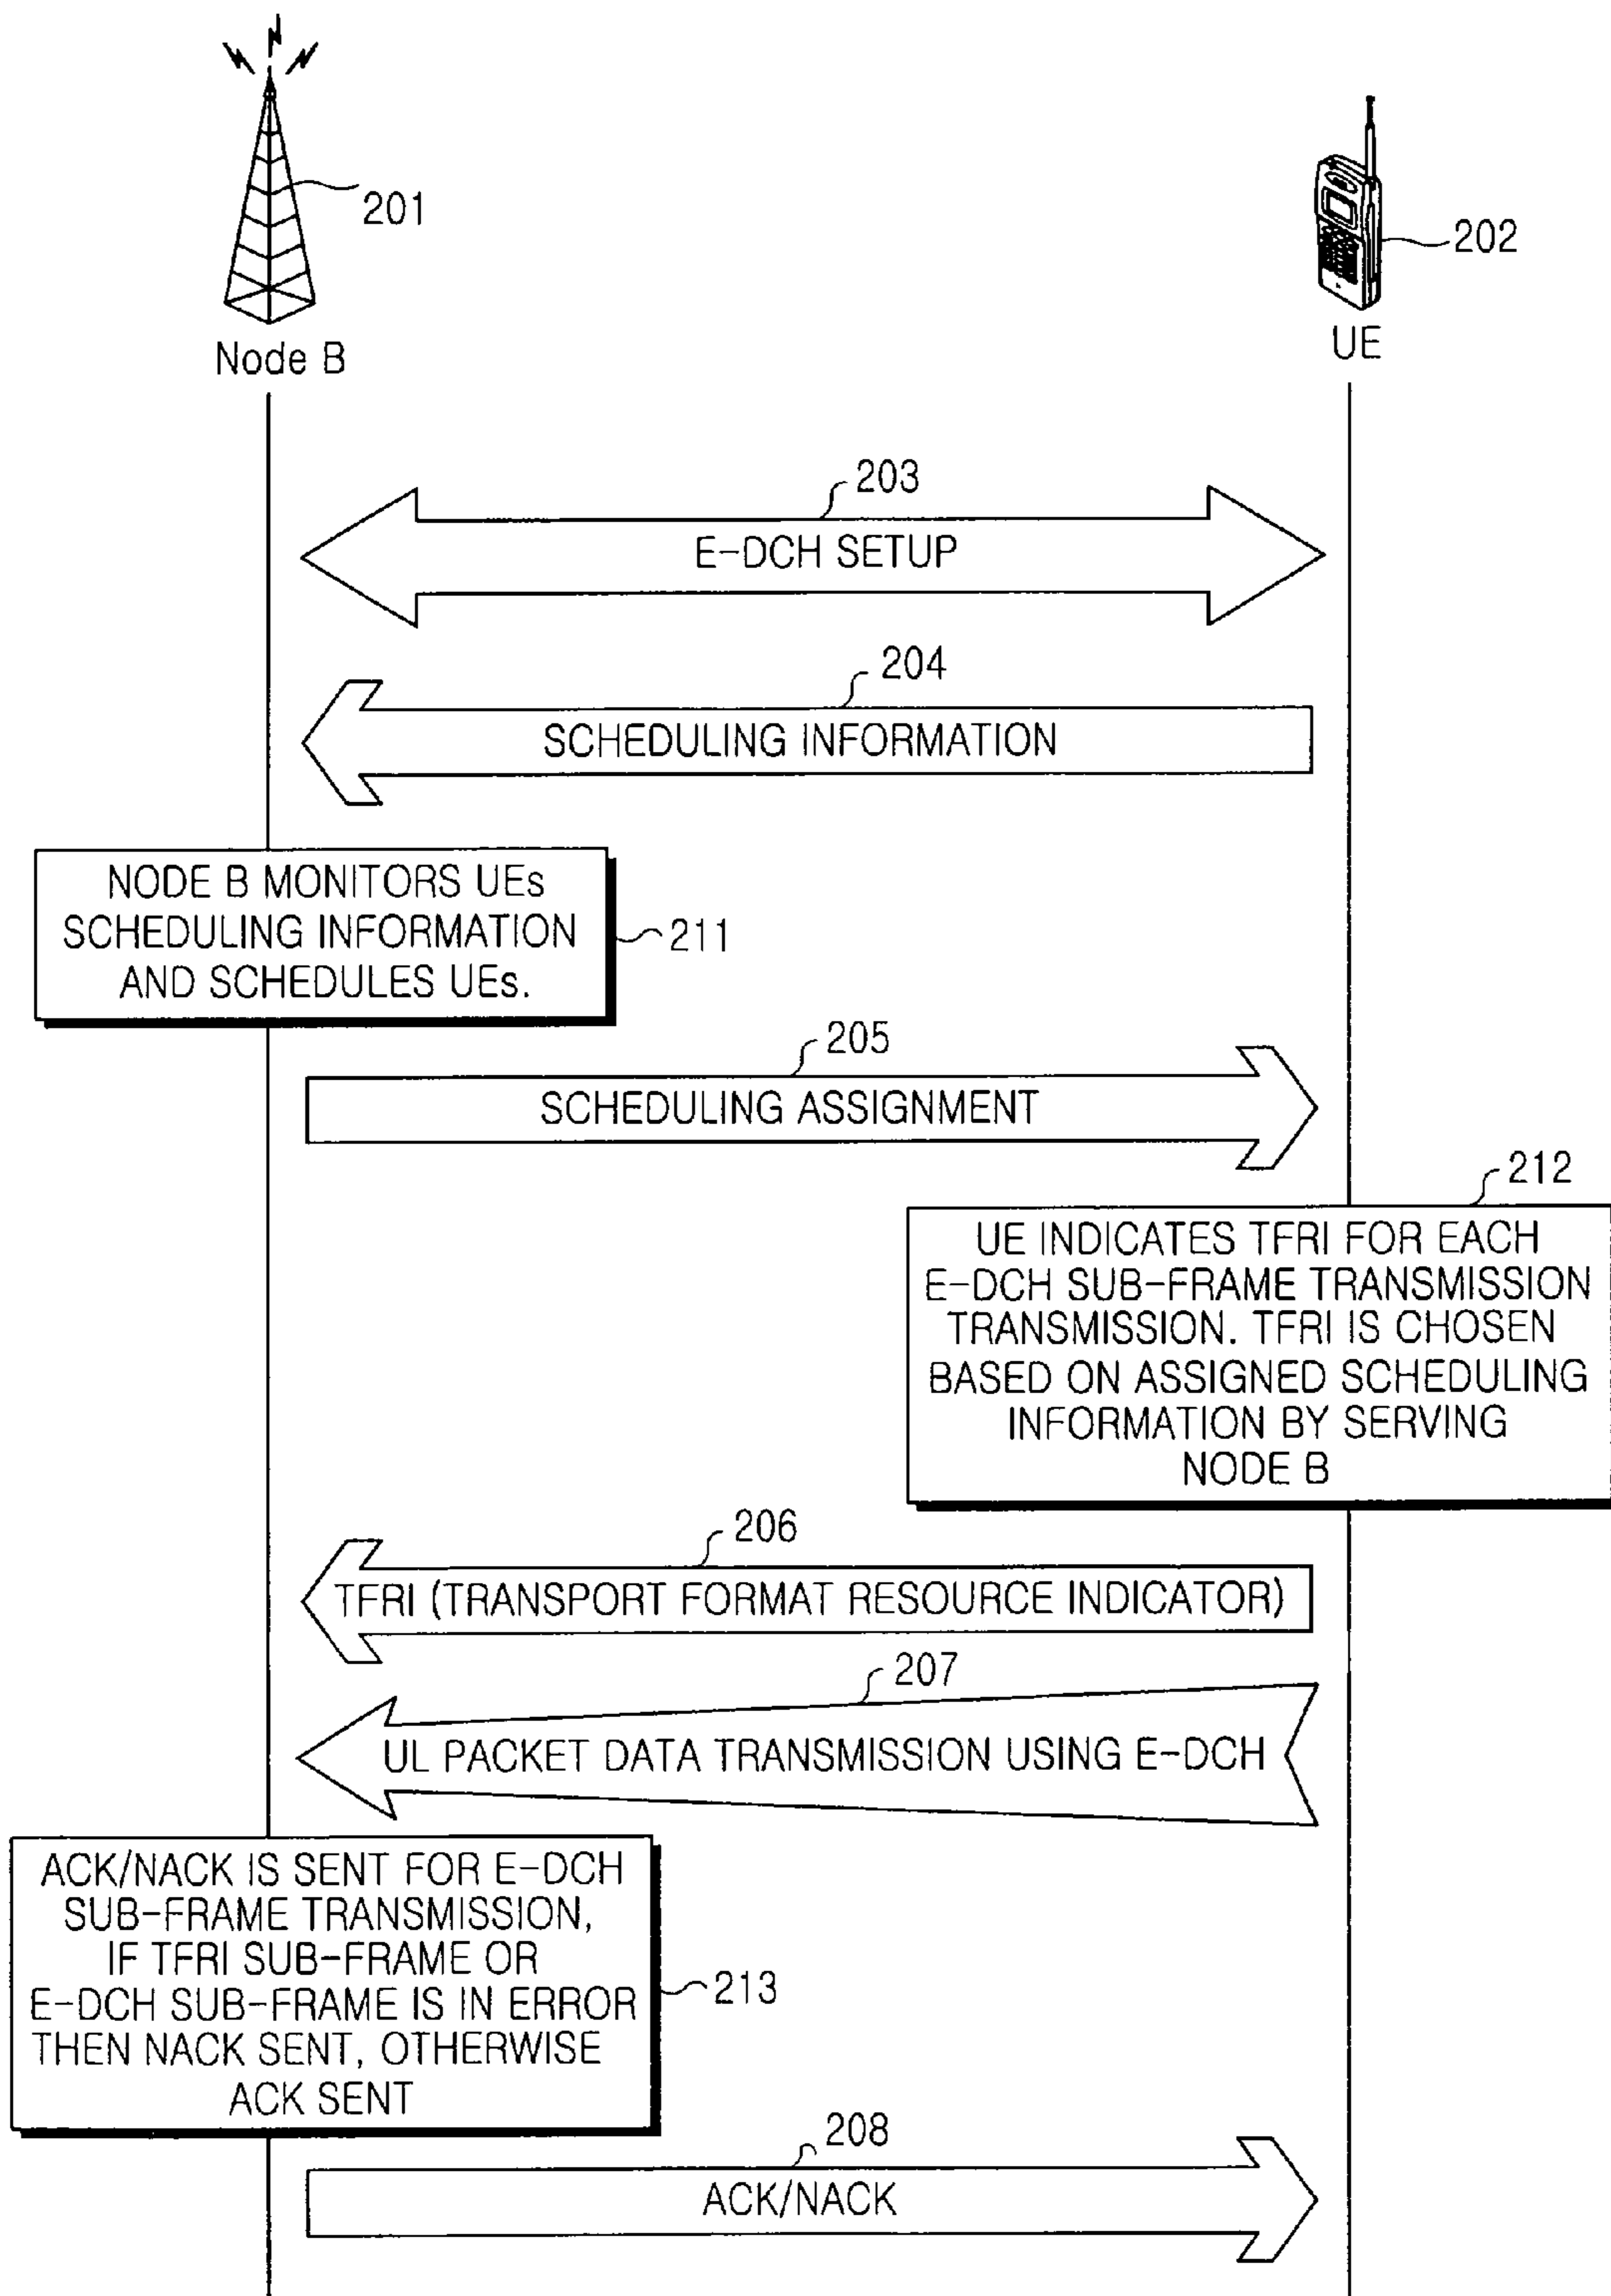 201
202
Node B
UE
203
E-DCH SETUP
204
SCHEDULING INFORMATION
NODE B MONITORS UEs
SCHEDULING INFORMATION
AND SCHEDULES UEs.
211
205
SCHEDULING ASSIGNMENT
212
UE INDICATES TFRI FOR EACH
E-DCH SUB-FRAME TRANSMISSION
TRANSMISSION. TFRI IS CHOSEN
BASED ON ASSIGNED SCHEDULING
INFORMATION BY SERVING
NODE B
206
TFRI (TRANSPORT FORMAT RESOURCE INDICATOR)
207
UL PACKET DATA TRANSMISSION USING E-DCH
ACK/NACK IS SENT FOR E-DCH
SUB-FRAME TRANSMISSION,
IF TFRI SUB-FRAME OR
E-DCH SUB-FRAME IS IN ERROR
THEN NACK SENT, OTHERWISE
ACK SENT
213
208
ACK/NACK